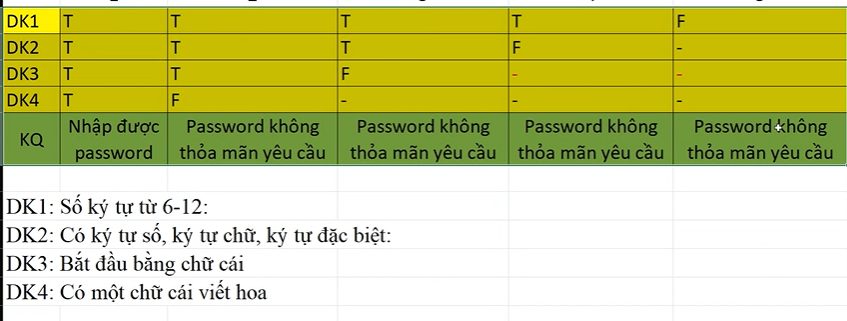 DK1 T T T T F
DK2 T T T F -
DK3 T T F - -
DK4 T F - - -
KQ Nhập được password Password không thỏa mãn yêu cầu Password không thỏa mãn yêu cầu Password không thỏa mãn yêu cầu Password không thỏa mãn yêu cầu
DK1: Số ký tự từ 6-12:
DK2: Có ký tự số, ký tự chữ, ký tự đặc biệt:
DK3: Bắt đầu bằng chữ cái
DK4: Có một chữ cái viết hoa